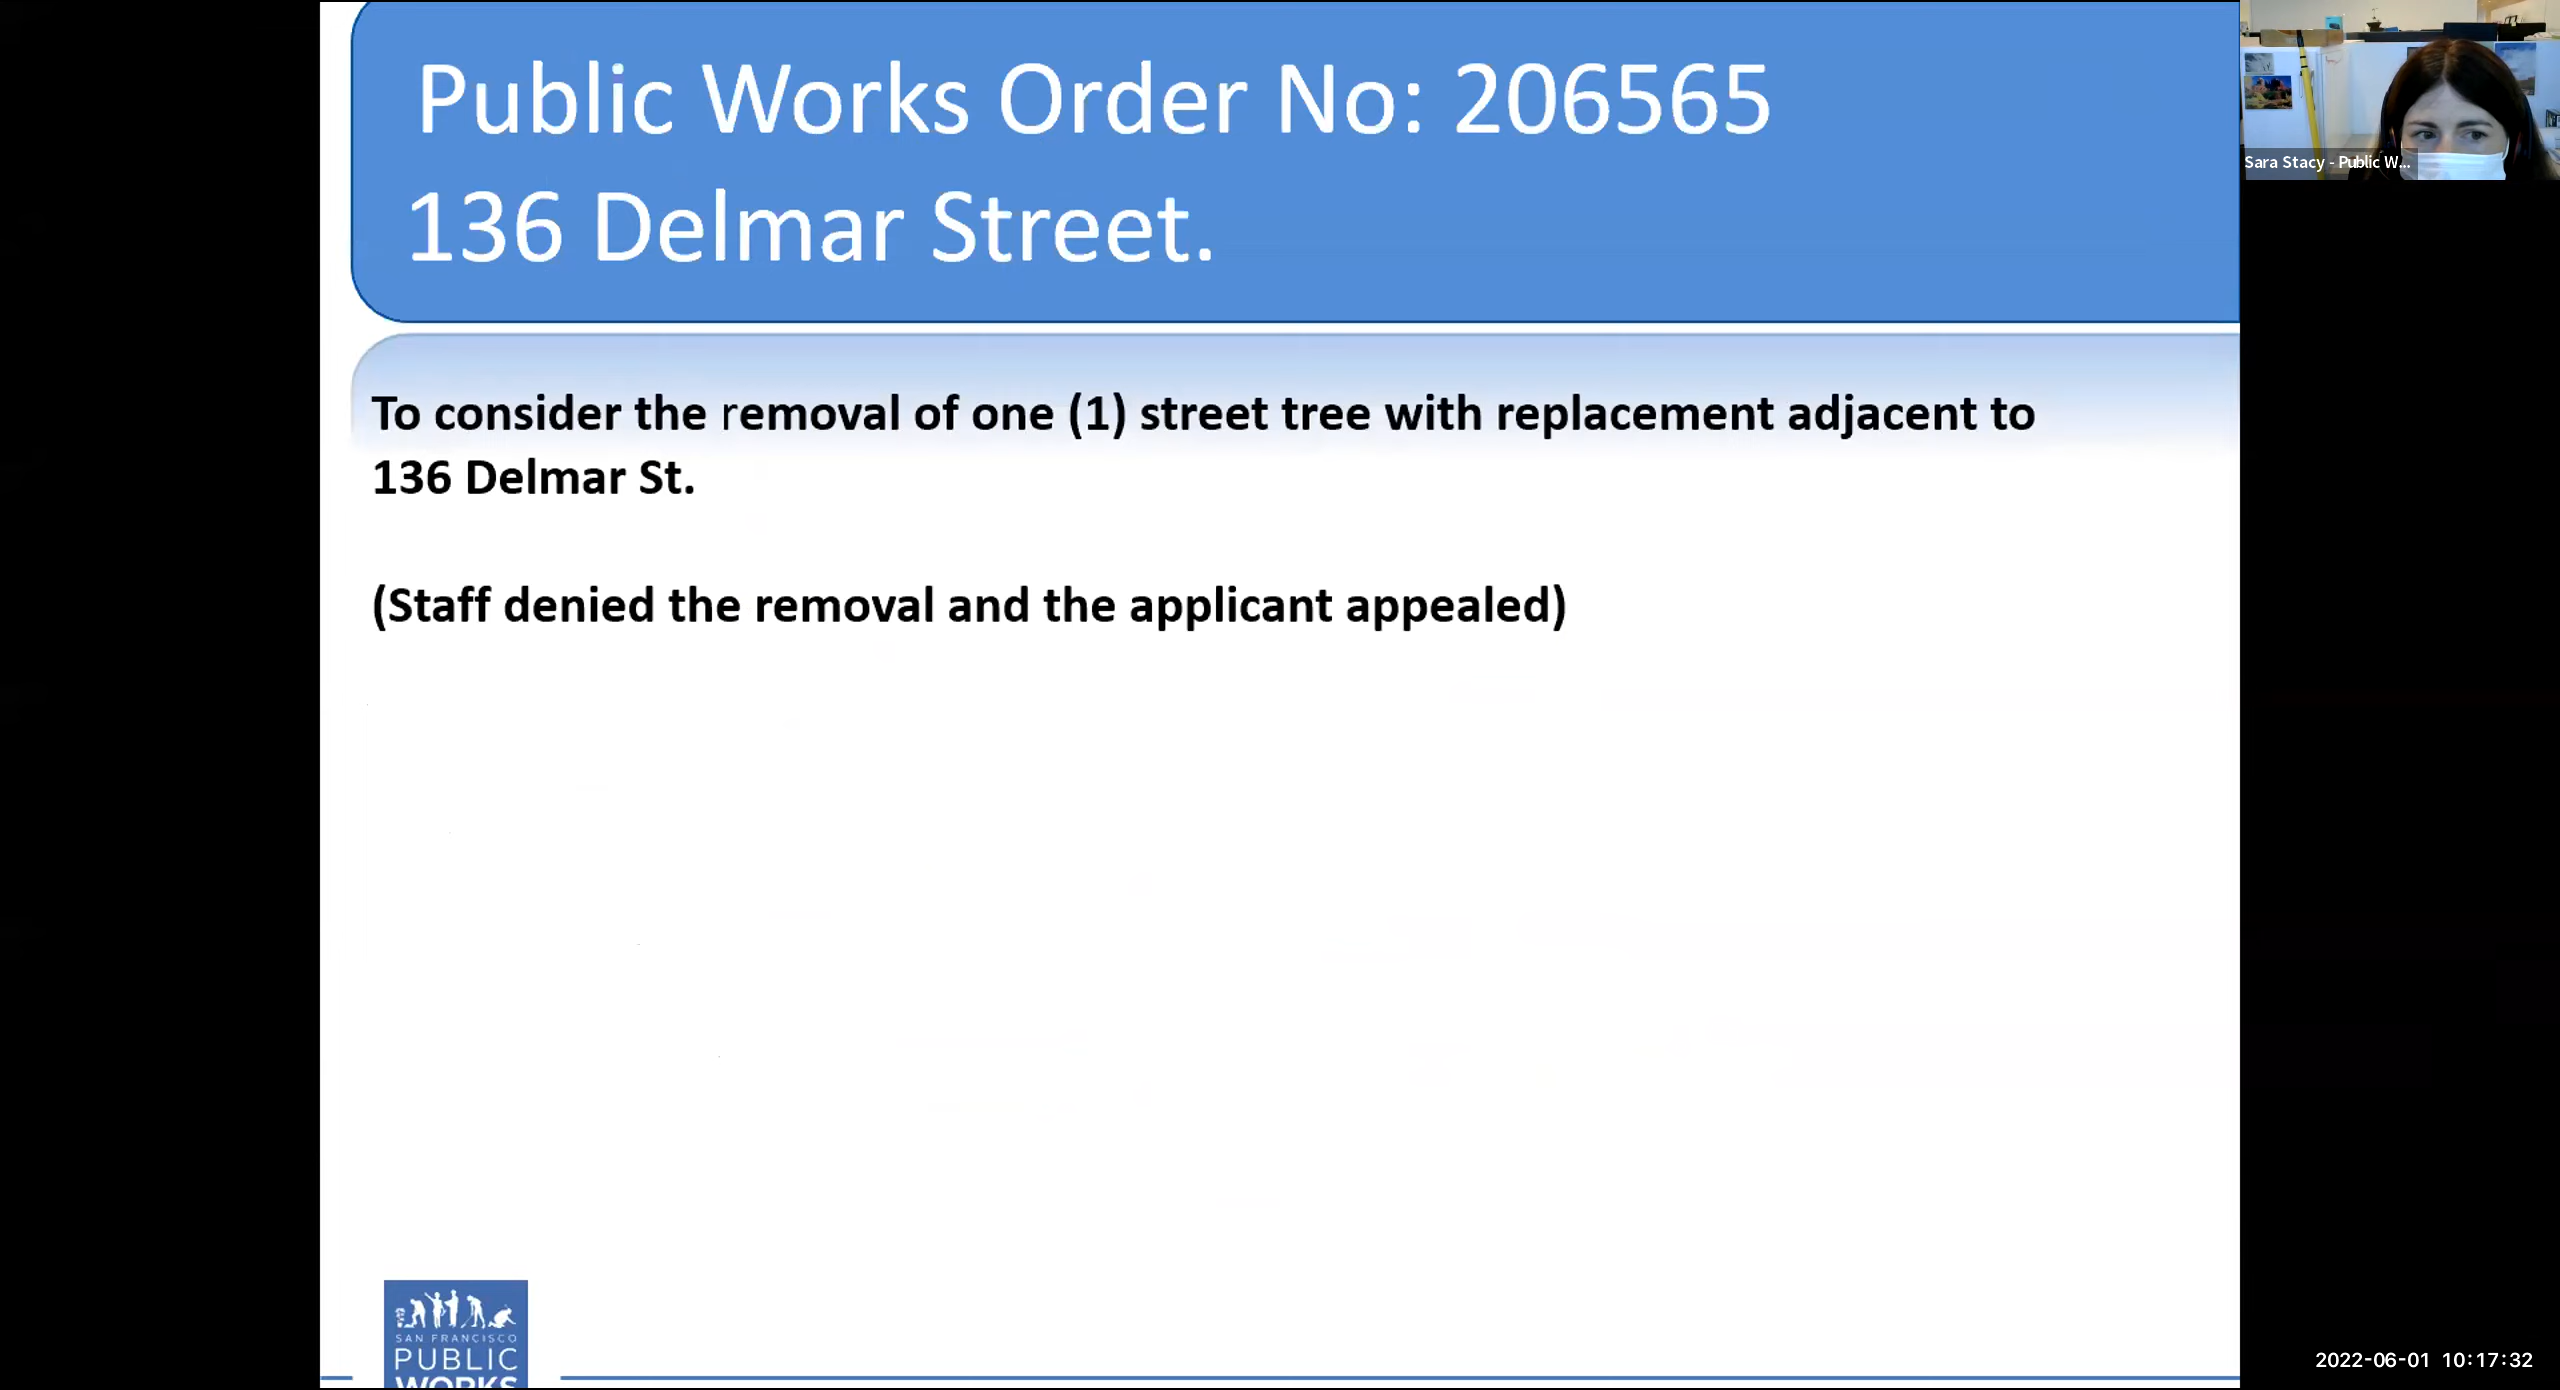 Public Works Order No: 206565
136 Delmar Street.
Sara Stacy - Public W...
To consider the removal of one (1) street tree with replacement adjacent to
136 Delmar St.
(Staff denied the removal and the applicant appealed)
SAN FRANCISCO
PUBLIC
WORKS
2022-06-01 10:17:32